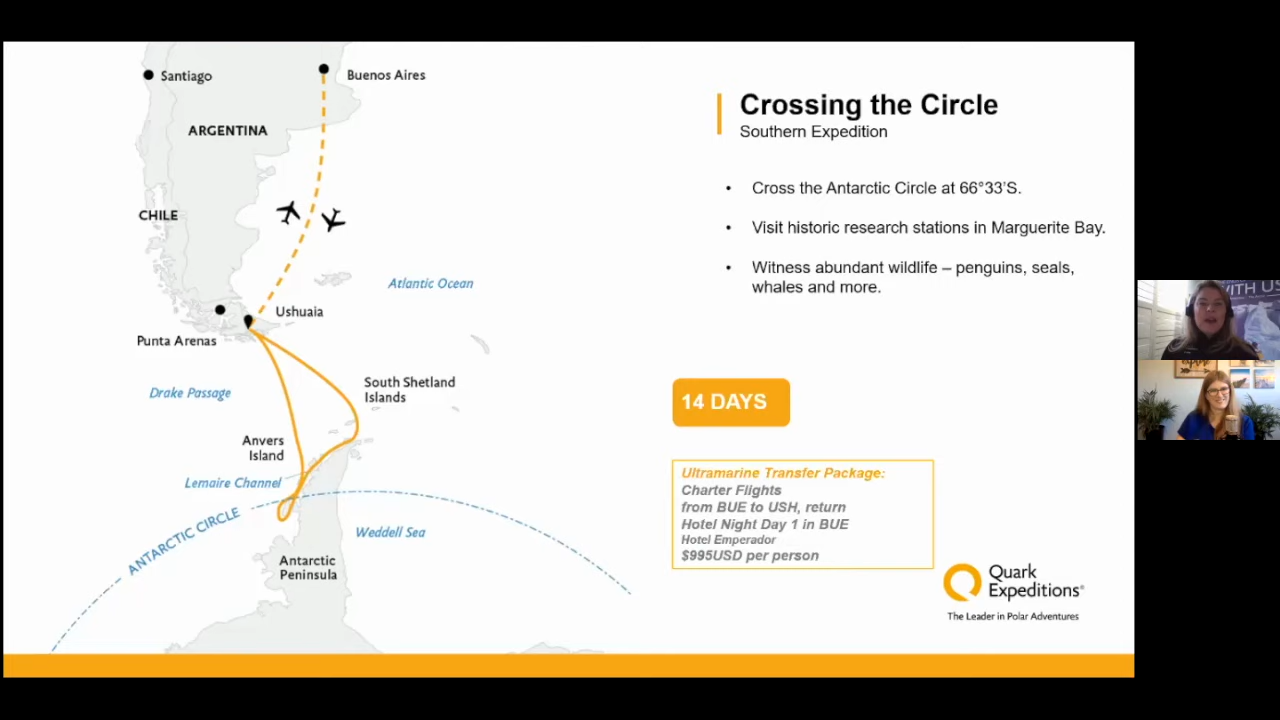 Santiago
Buenos Aires
ARGENTINA
CHILE
Atlantic Ocean
Ushuaia
Punta Arenas
Drake Passage
South Shetland
Islands
Anvers
Island
Lemaire Channel
ANTARCTIC CIRCLE
Weddell Sea
Antarctic
Peninsula
Crossing the Circle
Southern Expedition
• Cross the Antarctic Circle at 66°33'S.
• Visit historic research stations in Marguerite Bay.
• Witness abundant wildlife – penguins, seals,
whales and more.
14 DAYS
Ultramarine Transfer Package:
Charter Flights
from BUE to USH, return
Hotel Night Day 1 in BUE
Hotel Emperador
$995USD per person
Quark
Expeditions®
The Leader in Polar Adventures
WITH US